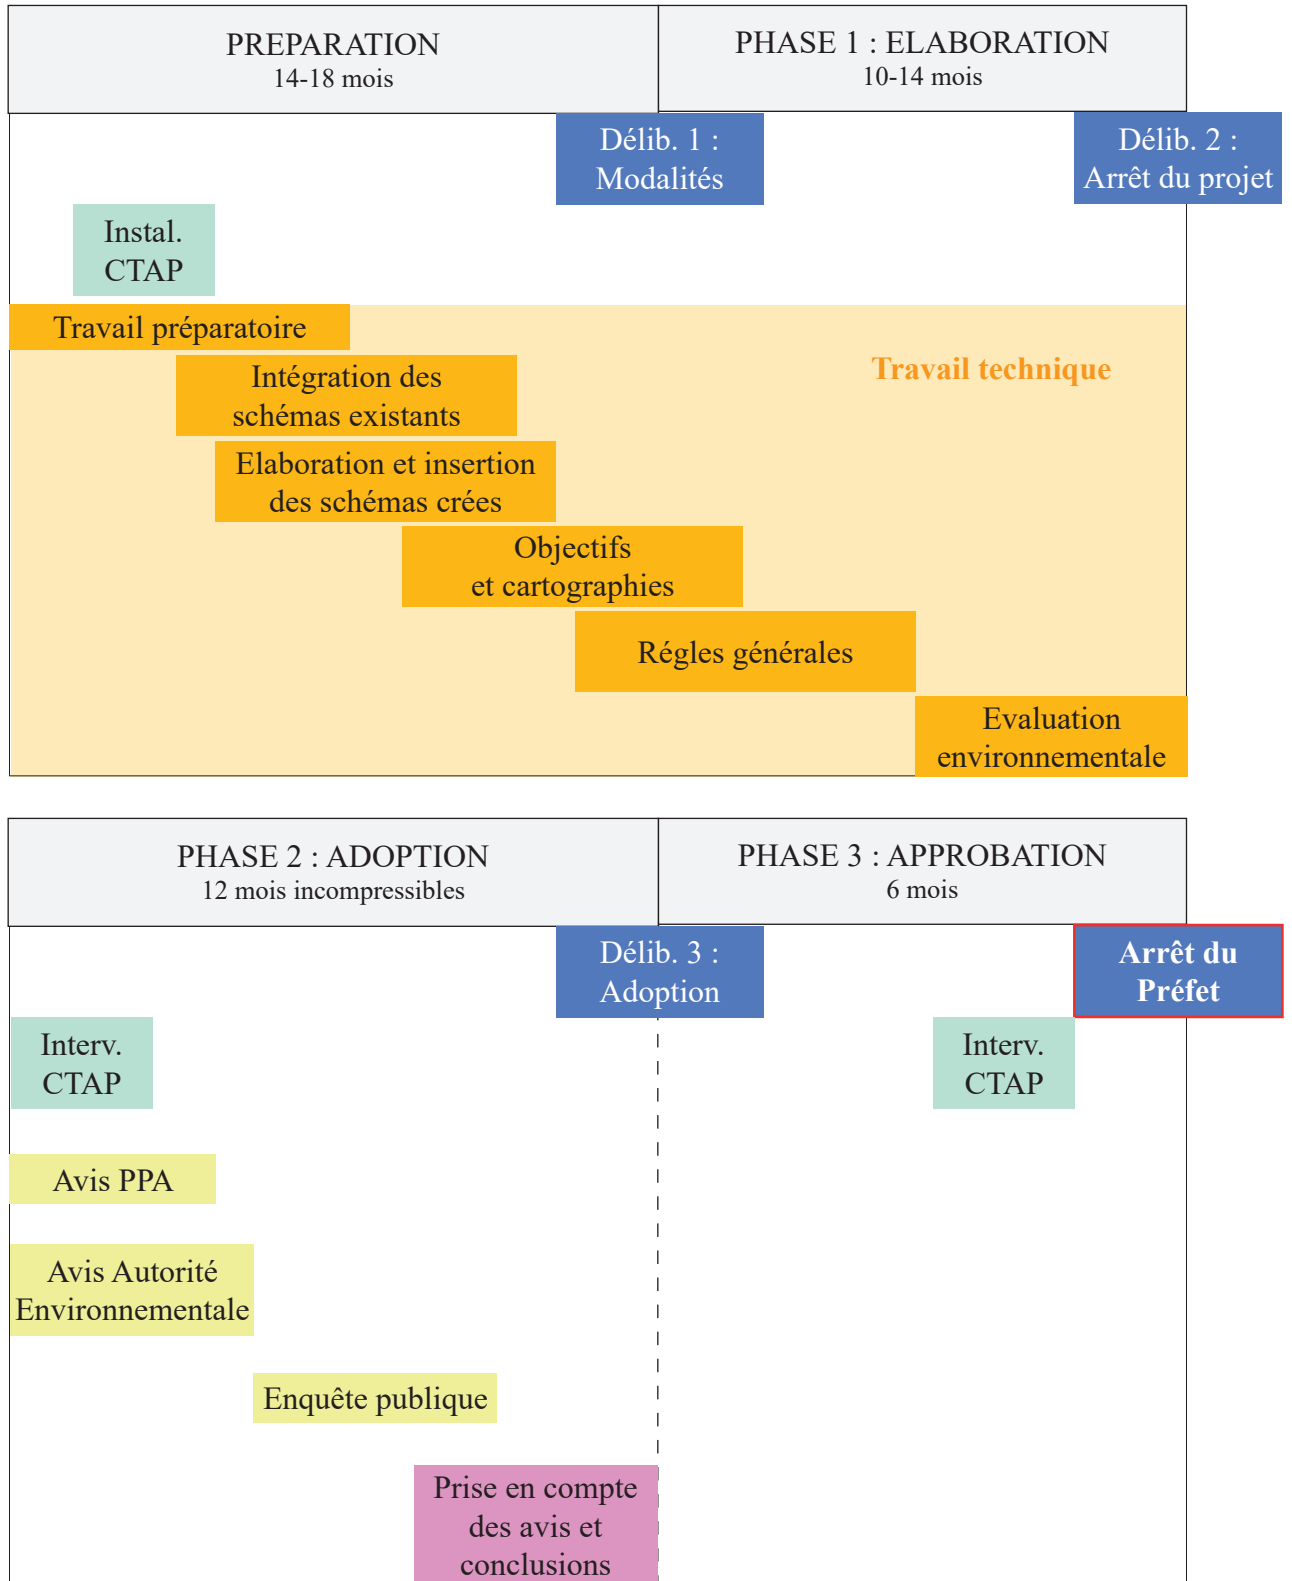 PREPARATION
14-18 mois
PHASE 1 : ELABORATION
10-14 mois
Délib. 1 :
Modalités
Délib. 2 :
Arrêt du projet
Instal.
CTAP
Travail préparatoire
Travail technique
Intégration des
schémas existants
Elaboration et insertion
des schémas crées
Objectifs
et cartographies
Régles générales
Evaluation
environnementale
PHASE 2 : ADOPTION
12 mois incompressibles
PHASE 3 : APPROBATION
6 mois
Délib. 3 :
Adoption
Arrêt du
Préfet
Interv.
CTAP
Interv.
CTAP
Avis PPA
Avis Autorité
Environnementale
Enquête publique
Prise en compte
des avis et
conclusions